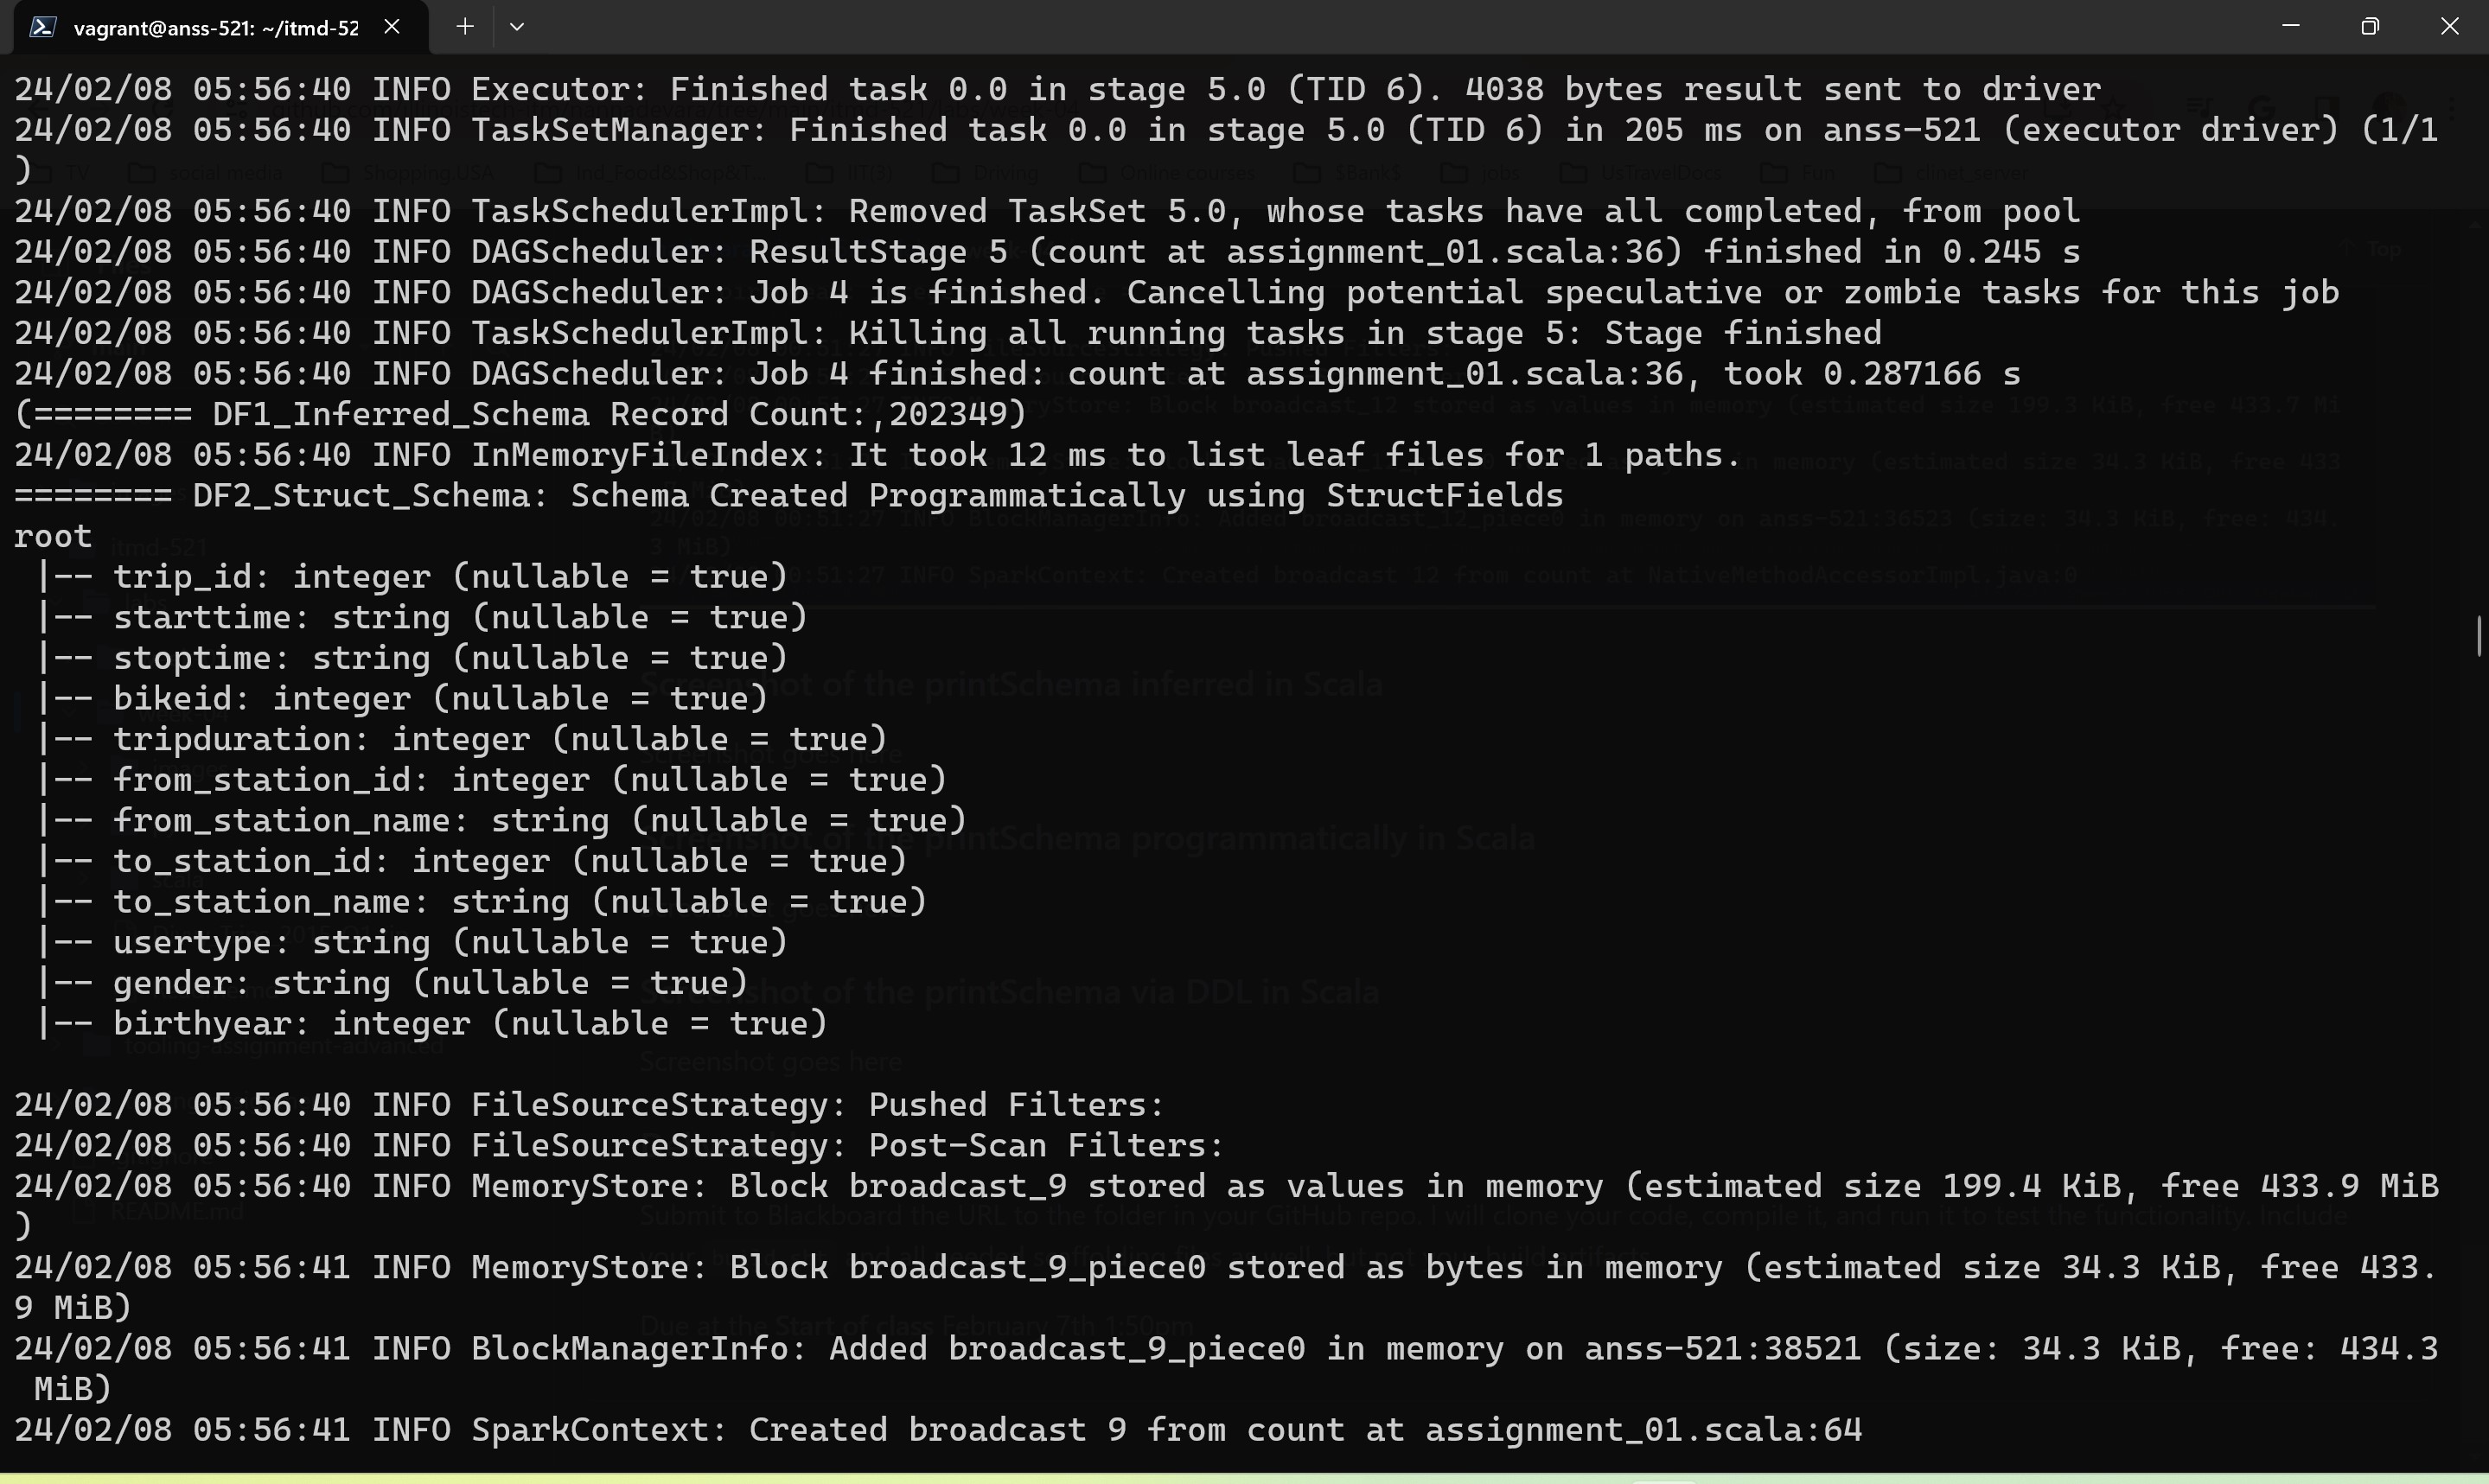 vagrant@anss-521: ~/itmd-52
24/02/08 05:56:40 INFO Executor: Finished task 0.0 in stage 5.0 (TID 6). 4038 bytes result sent to driver
24/02/08 05:56:40 INFO TaskSetManager: Finished task 0.0 in stage 5.0 (TID 6) in 205 ms on anss-521 (executor driver) (1/1
)
24/02/08 05:56:40 INFO TaskSchedulerImpl: Removed TaskSet 5.0, whose tasks have all completed, from pool
24/02/08 05:56:40 INFO DAGScheduler: ResultStage 5 (count at assignment_01.scala:36) finished in 0.245 s
24/02/08 05:56:40 INFO DAGScheduler: Job 4 is finished. Cancelling potential speculative or zombie tasks for this job
24/02/08 05:56:40 INFO TaskSchedulerImpl: Killing all running tasks in stage 5: Stage finished
24/02/08 05:56:40 INFO DAGScheduler: Job 4 finished: count at assignment_01.scala:36, took 0.287166 s
(======== DF1_Inferred_Schema Record Count:,202349)
24/02/08 05:56:40 INFO InMemoryFileIndex: It took 12 ms to list leaf files for 1 paths.
======== DF2_Struct_Schema: Schema Created Programmatically using StructFields
root
 |-- trip_id: integer (nullable = true)
 |-- starttime: string (nullable = true)
 |-- stoptime: string (nullable = true)
 |-- bikeid: integer (nullable = true)
 |-- tripduration: integer (nullable = true)
 |-- from_station_id: integer (nullable = true)
 |-- from_station_name: string (nullable = true)
 |-- to_station_id: integer (nullable = true)
 |-- to_station_name: string (nullable = true)
 |-- usertype: string (nullable = true)
 |-- gender: string (nullable = true)
 |-- birthyear: integer (nullable = true)
24/02/08 05:56:40 INFO FileSourceStrategy: Pushed Filters:
24/02/08 05:56:40 INFO FileSourceStrategy: Post-Scan Filters:
24/02/08 05:56:40 INFO MemoryStore: Block broadcast_9 stored as values in memory (estimated size 199.4 KiB, free 433.9 MiB
)
24/02/08 05:56:41 INFO MemoryStore: Block broadcast_9_piece0 stored as bytes in memory (estimated size 34.3 KiB, free 433.
9 MiB)
24/02/08 05:56:41 INFO BlockManagerInfo: Added broadcast_9_piece0 in memory on anss-521:38521 (size: 34.3 KiB, free: 434.3
 MiB)
24/02/08 05:56:41 INFO SparkContext: Created broadcast 9 from count at assignment_01.scala:64